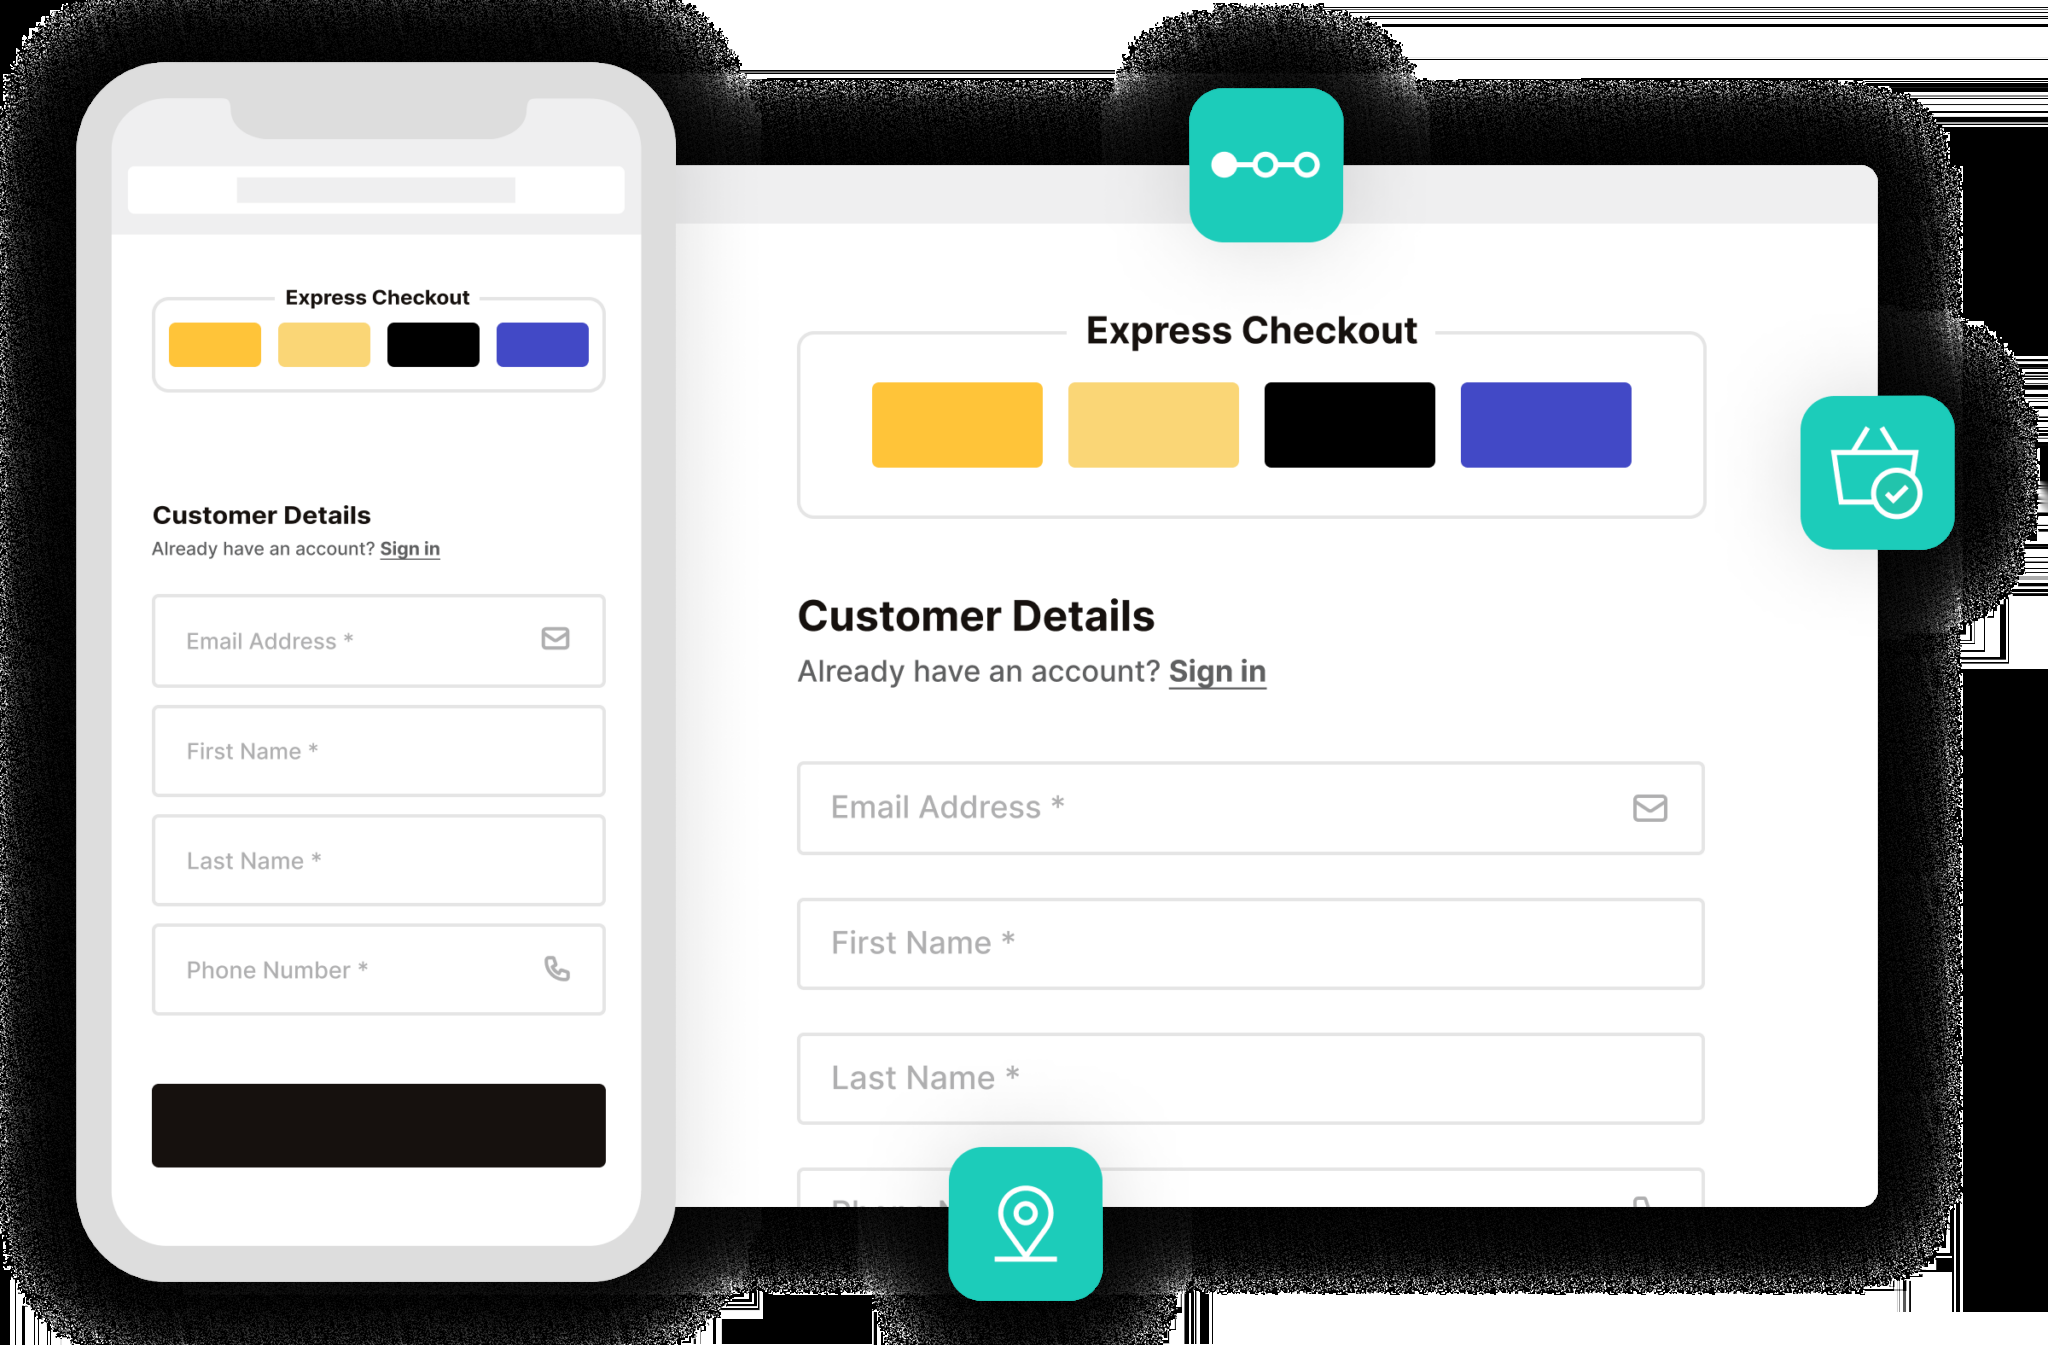 Express Checkout
Customer Details
Already have an account? Sign in
Email Address *
First Name *
Last Name *
Phone Number *
Express Checkout
Customer Details
Already have an account? Sign in
Email Address *
First Name *
Last Name *